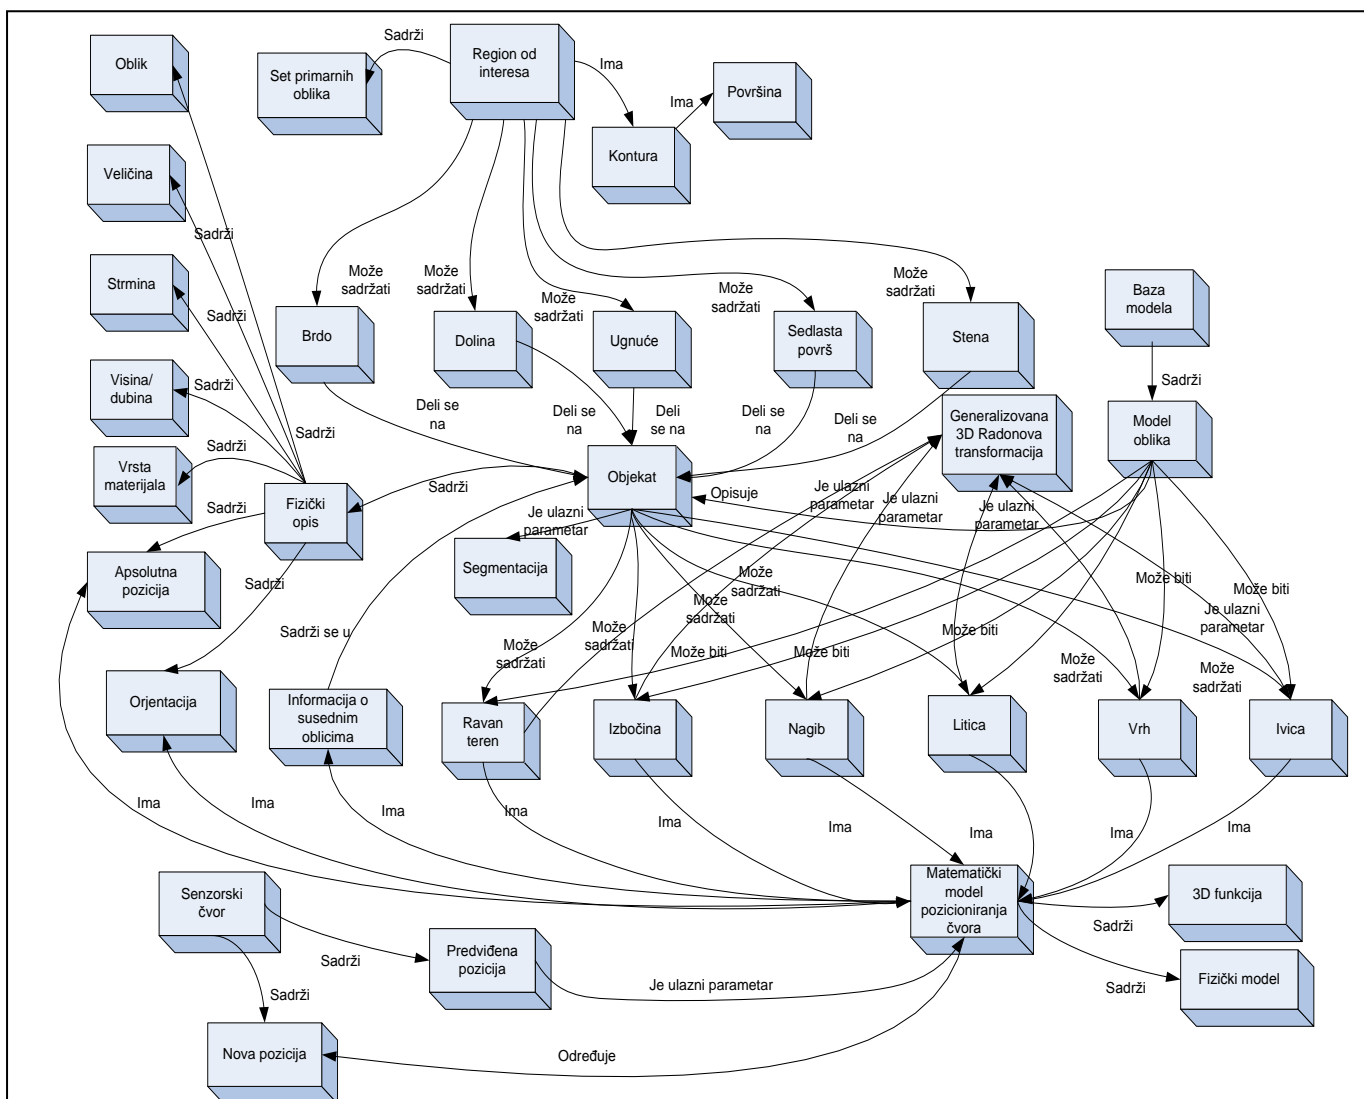 Oblik
Set primarnih
oblika
Sadrži
Region od
interesa
Ima
Ima
Površina
Kontura
Veličina
Sadrži
Strmina
Sadrži
Visina/
dubina
Sadrži
Vrsta
materijala
Sadrži
Sadrži
Sadrži
Fizički
opis
Može
sadržati
Može
sadržati
Može
sadržati
Može
sadržati
Može
sadržati
Brdo
Dolina
Ugnuće
Sedlasta
površ
Stena
Baza
modela
Sadrži
Model
oblika
Deli se
na
Deli se
na
Deli
se na
Deli se
na
Deli se
na
Generalizovana
3D Radonova
transformacija
Objekat
Sadrži
Opisuje
Je ulazni
parametar
Je ulazni
parametar
Je ulazni
parametar
Je ulazni
parametar
Je ulazni
parametar
Segmentacija
Apsolutna
pozicija
Sadrži
Orjentacija
Sadrži se u
Informacija o
susednim
oblicima
Može
sadržati
Može
sadržati
Može
sadržati
Može
sadržati
Može
sadržati
Može
sadržati
Može biti
Može biti
Može biti
Može biti
Može biti
Ravan
teren
Izbočina
Nagib
Litica
Vrh
Ivica
Ima
Ima
Ima
Ima
Ima
Ima
Ima
Ima
Ima
Senzorski
čvor
Sadrži
Sadrži
Predviđena
pozicija
Je ulazni parametar
Matematički
model
pozicioniranja
čvora
Sadrži
3D funkcija
Sadrži
Fizički model
Nova pozicija
Određuje